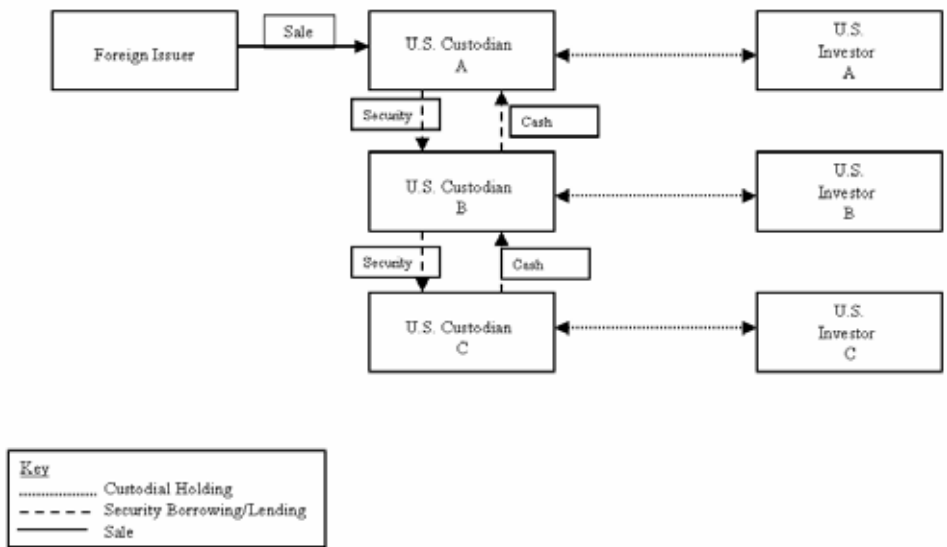 Sale
Foreign Issuer
U.S. Custodian
A
U.S.
Investor
A
Security
Cash
U.S. Custodian
B
U.S.
Investor
B
Security
Cash
U.S. Custodian
C
U.S.
Investor
C
Key
Custodial Holding
Security Borrowing/Lending
Sale